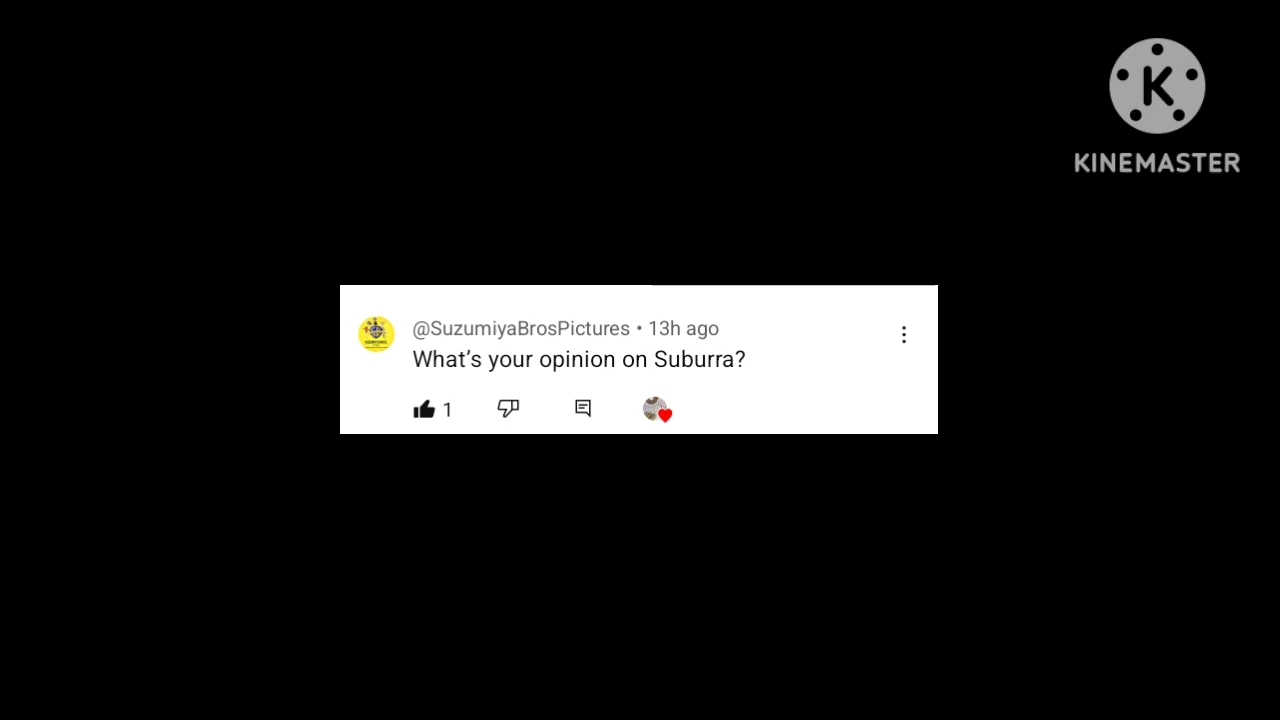 K
KINEMASTER
@SuzumiyaBrosPictures • 13h ago
What’s your opinion on Suburra?
1